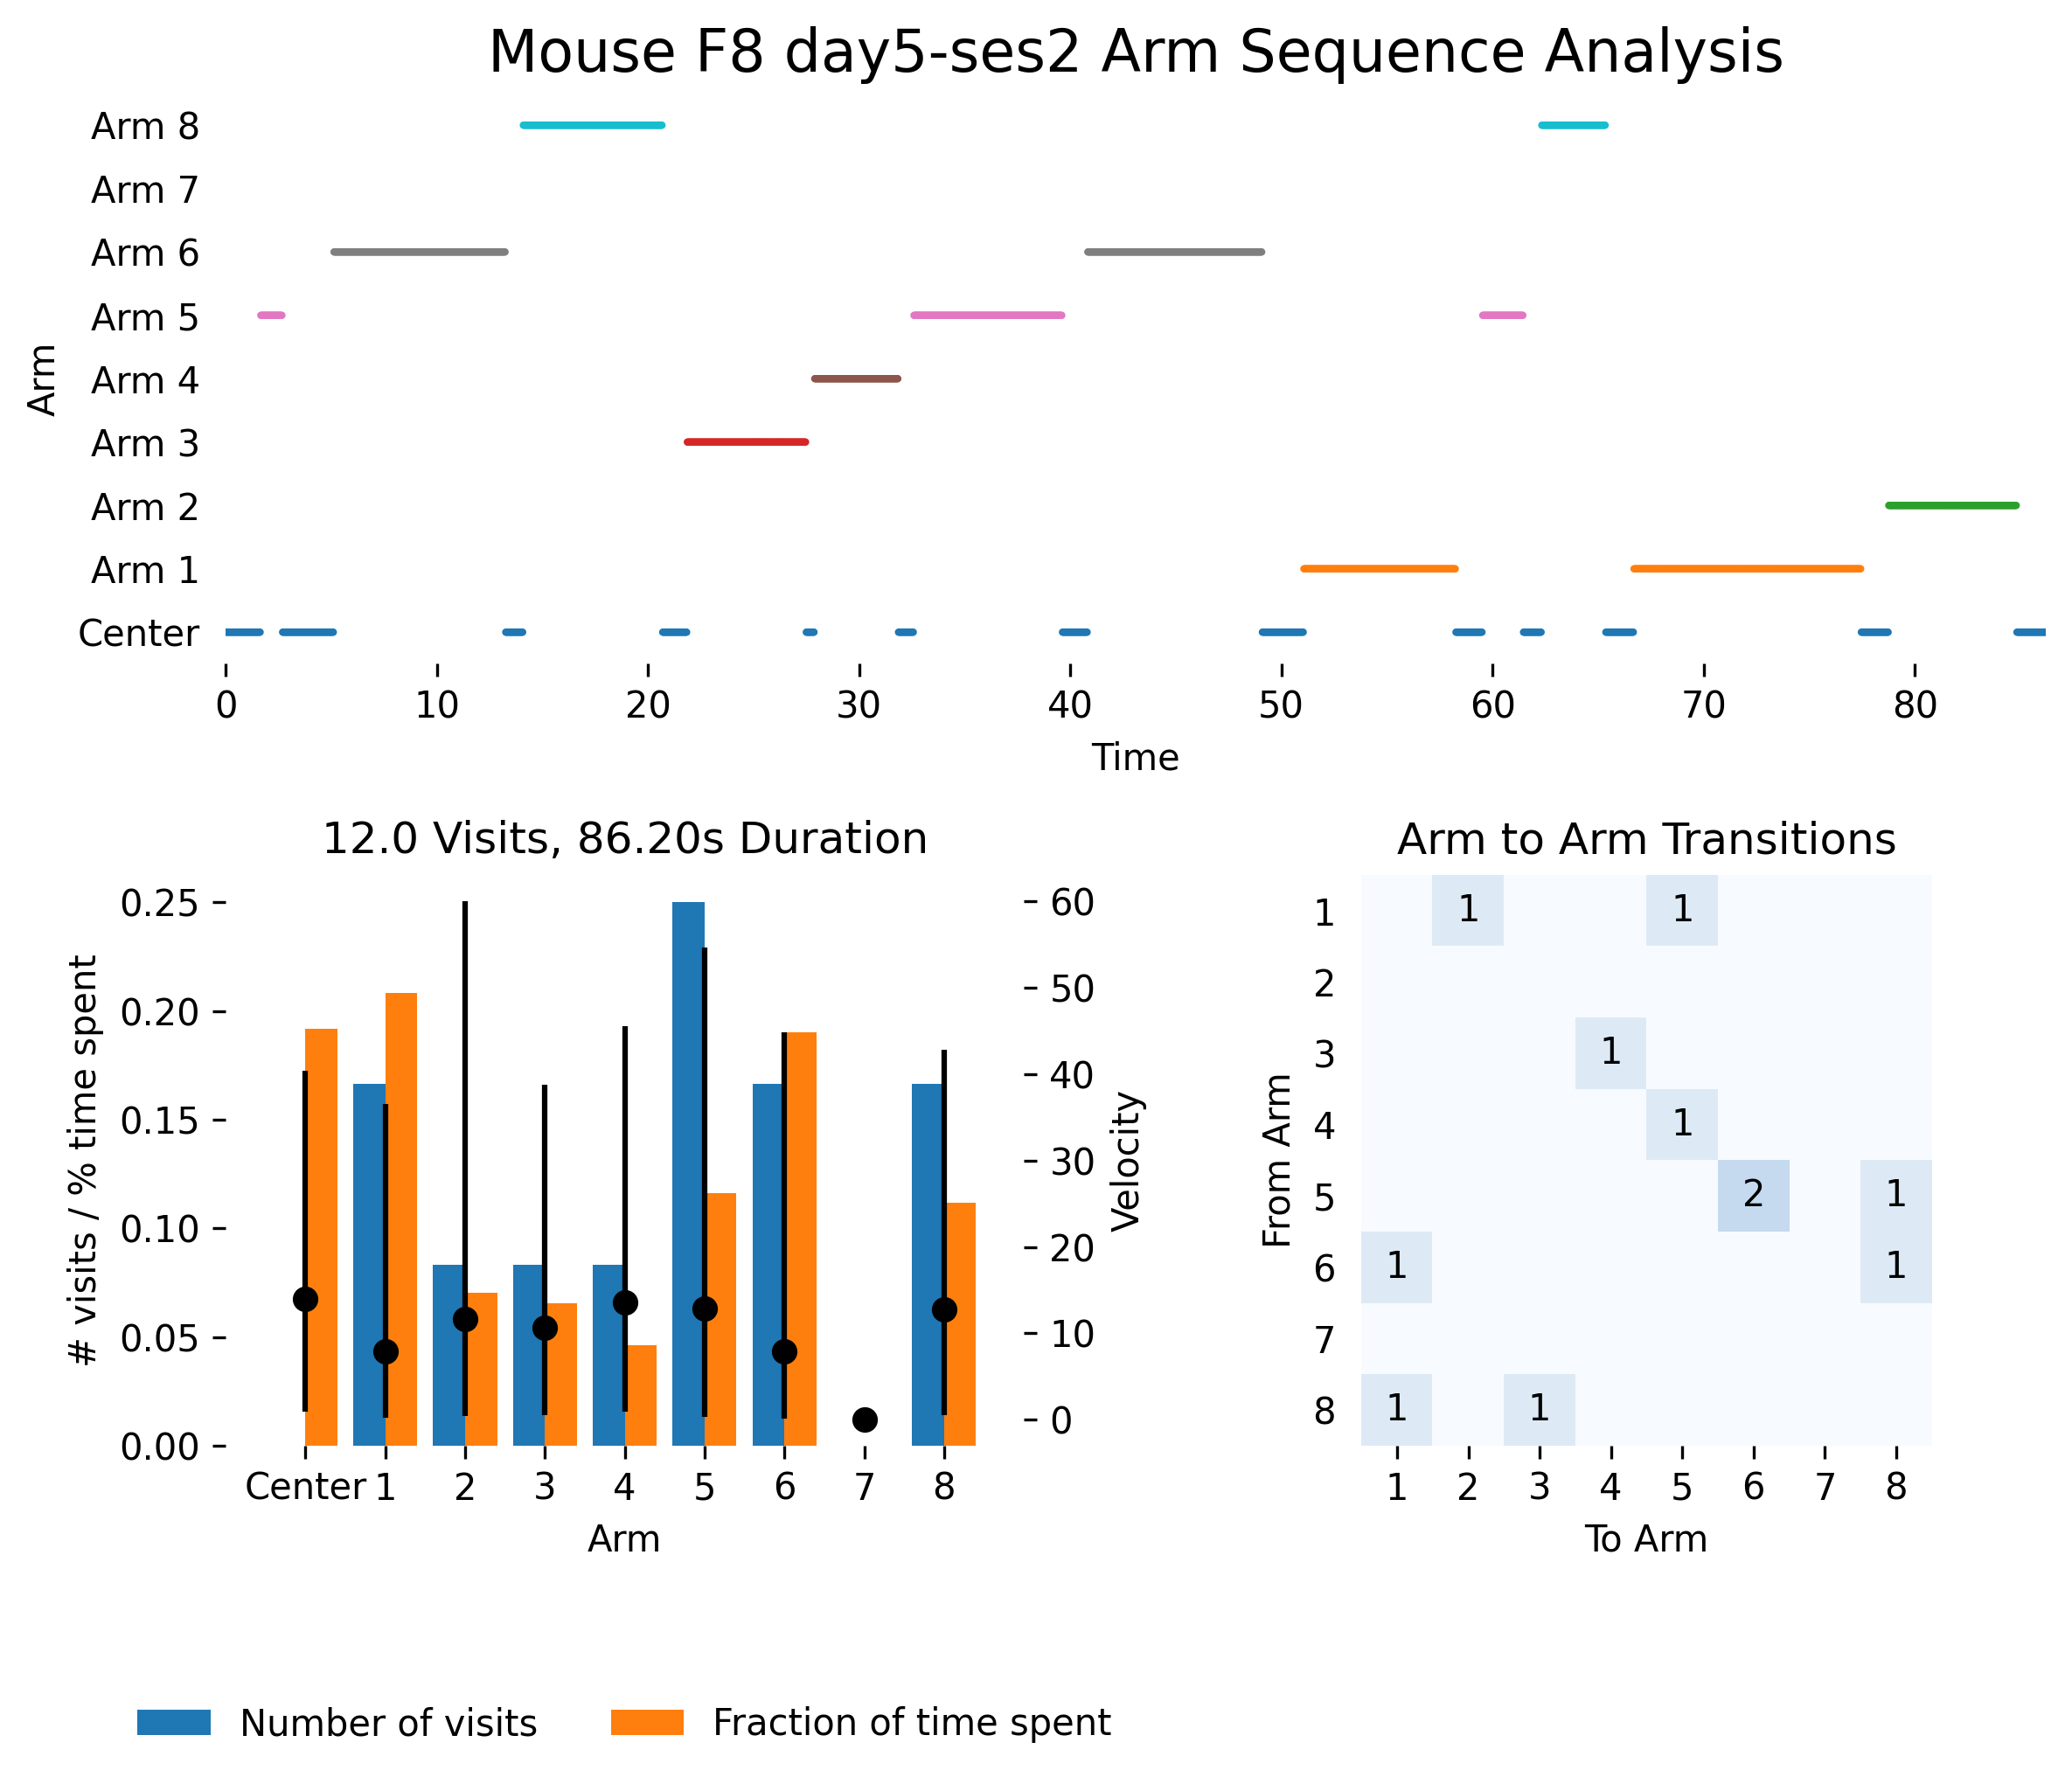 Mouse F8 day5-ses2 Arm Sequence Analysis
Arm 8
Arm 7
Arm 6
Arm 5
Arm 4
Arm 3
Arm 2
Arm 1
Center
Arm
0 10 20 30 40 50 60 70 80
Time
12.0 Visits, 86.20s Duration
0.25
0.20
0.15
0.10
0.05
0.00
# visits / % time spent
60
50
40
30
20
10
0
Velocity
Center 1 2 3 4 5 6 7 8
Arm
Arm to Arm Transitions
From Arm
1 1 1
2
3 1
4 1
5 2 1
6 1 1
7
8 1 1
1 2 3 4 5 6 7 8
To Arm
Number of visits Fraction of time spent